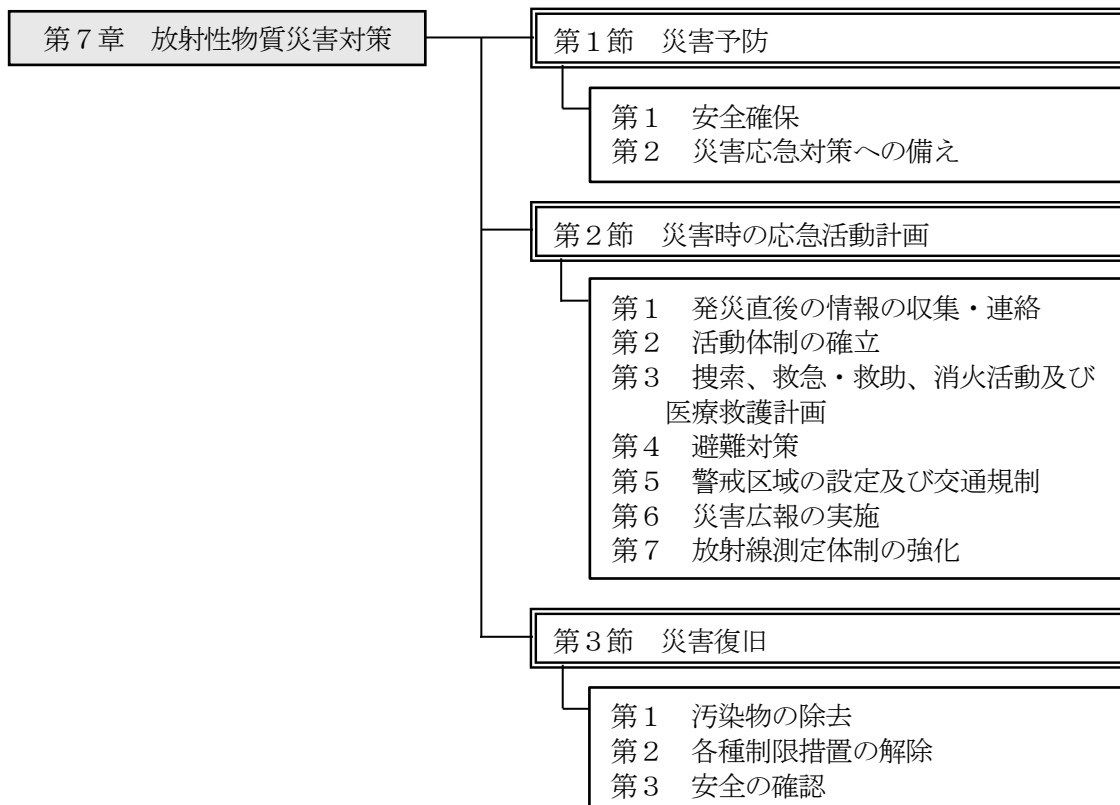 第７章　放射性物質災害対策
第１節　災害予防
第１　安全確保
第２　災害応急対策への備え
第２節　災害時の応急活動計画
第１　発災直後の情報の収集・連絡
第２　活動体制の確立
第３　捜索、救急・救助、消火活動及び
医療救護計画
第４　避難対策
第５　警戒区域の設定及び交通規制
第６　災害広報の実施
第７　放射線測定体制の強化
第３節　災害復旧
第１　汚染物の除去
第２　各種制限措置の解除
第３　安全の確認